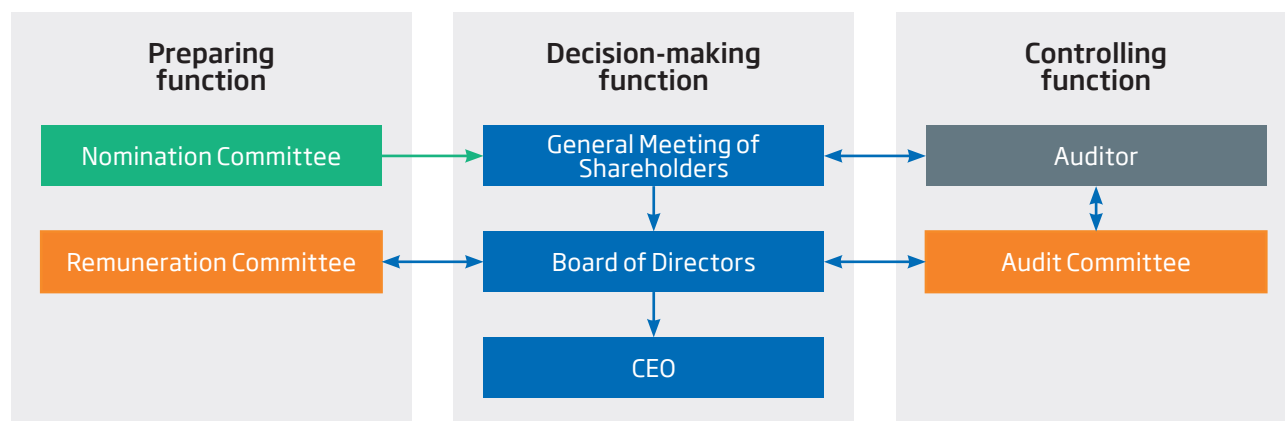 Preparing
function
Nomination Committee
Remuneration Committee
Decision-making
function
General Meeting of
Shareholders
Board of Directors
CEO
Controlling
function
Auditor
Audit Committee